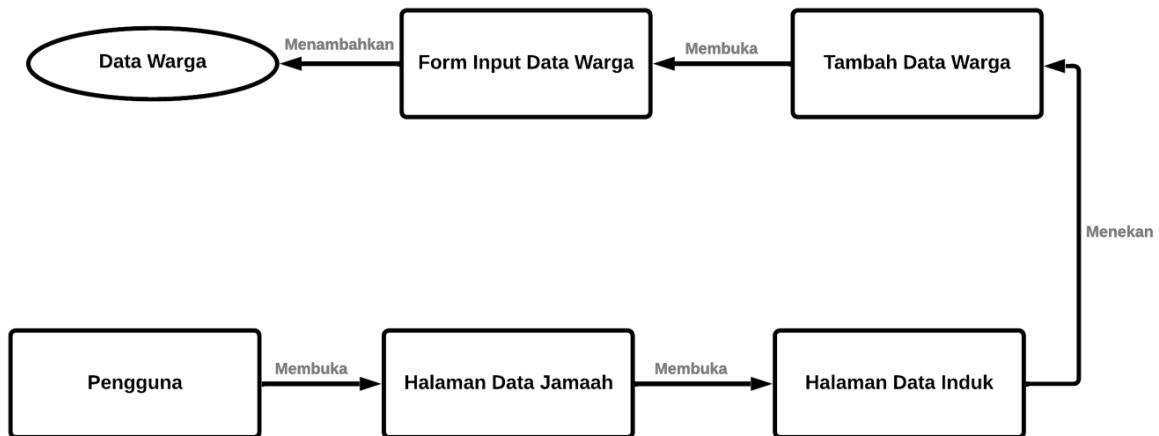 Data Warga
Menambahkan
Form Input Data Warga
Membuka
Tambah Data Warga
Menekan
Pengguna
Membuka
Halaman Data Jamaah
Membuka
Halaman Data Induk